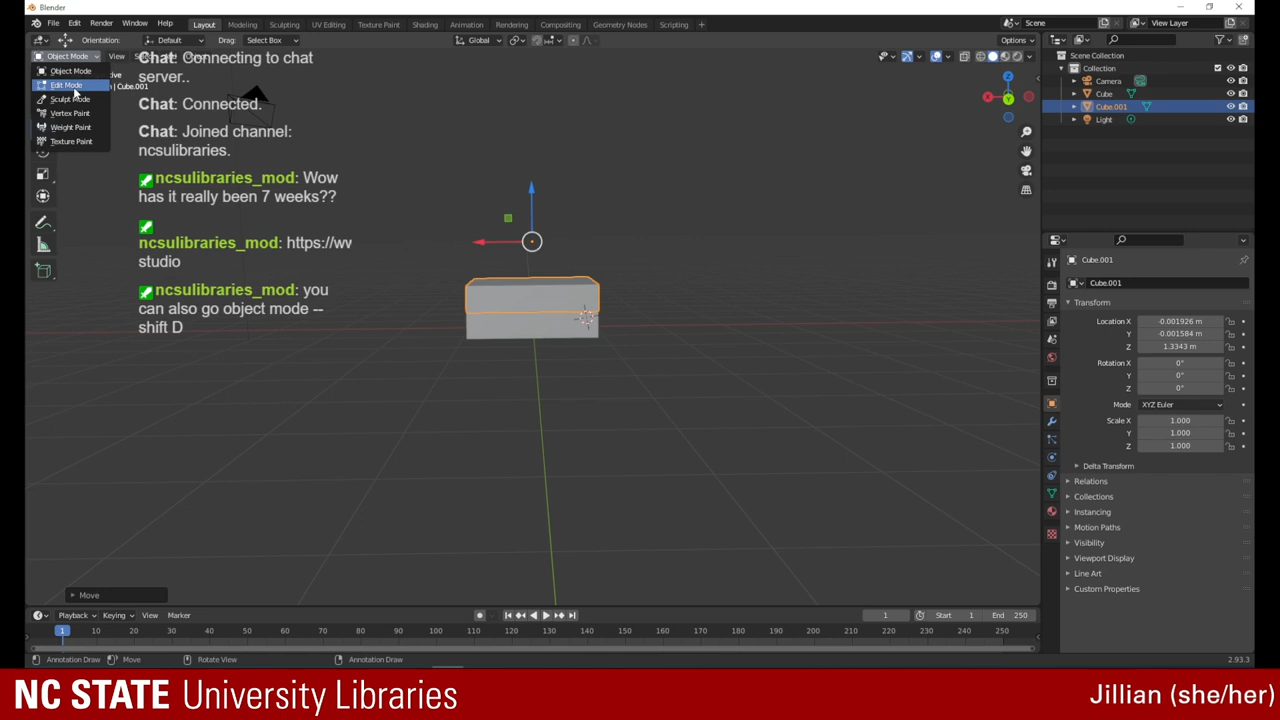 Blender
File Edit Render Window Help Layout Modeling Sculpting UV Editing Texture Paint Shading Animation Rendering Compositing Geometry Nodes Scripting + Scene View Layer
Orientation: Default Drag: Select Box Global Options
Object Mode View
Object Mode
Edit Mode
Sculpt Mode
Vertex Paint
Weight Paint
Texture Paint
| Cube.001
Chat: Connecting to chat
server..
Chat: Connected.
Chat: Joined channel:
ncsulibraries.
ncsulibraries_mod: Wow
has it really been 7 weeks??
ncsulibraries_mod: https://wv
studio
ncsulibraries_mod: you
can also go object mode --
shift D
Z
Y
Scene Collection
Collection
Camera
Cube
Cube.001
Light
Cube.001
Cube.001
Transform
Location X -0.001926 m
Y -0.001584 m
Z 1.3343 m
Rotation X 0°
Y 0°
Z 0°
Mode XYZ Euler
Scale X 1.000
Y 1.000
Z 1.000
Delta Transform
Relations
Collections
Instancing
Motion Paths
Visibility
Viewport Display
Line Art
Custom Properties
Move
Playback Keying View Marker 1 Start 1 End 250
1 10 20 30 40 50 60 70 80 90 100 110 120 130 140 150 160 170 180 190 200 210 220 230 240 250
Annotation Draw Move Rotate View Annotation Draw 2.93.3
NC STATE University Libraries
Jillian (she/her)